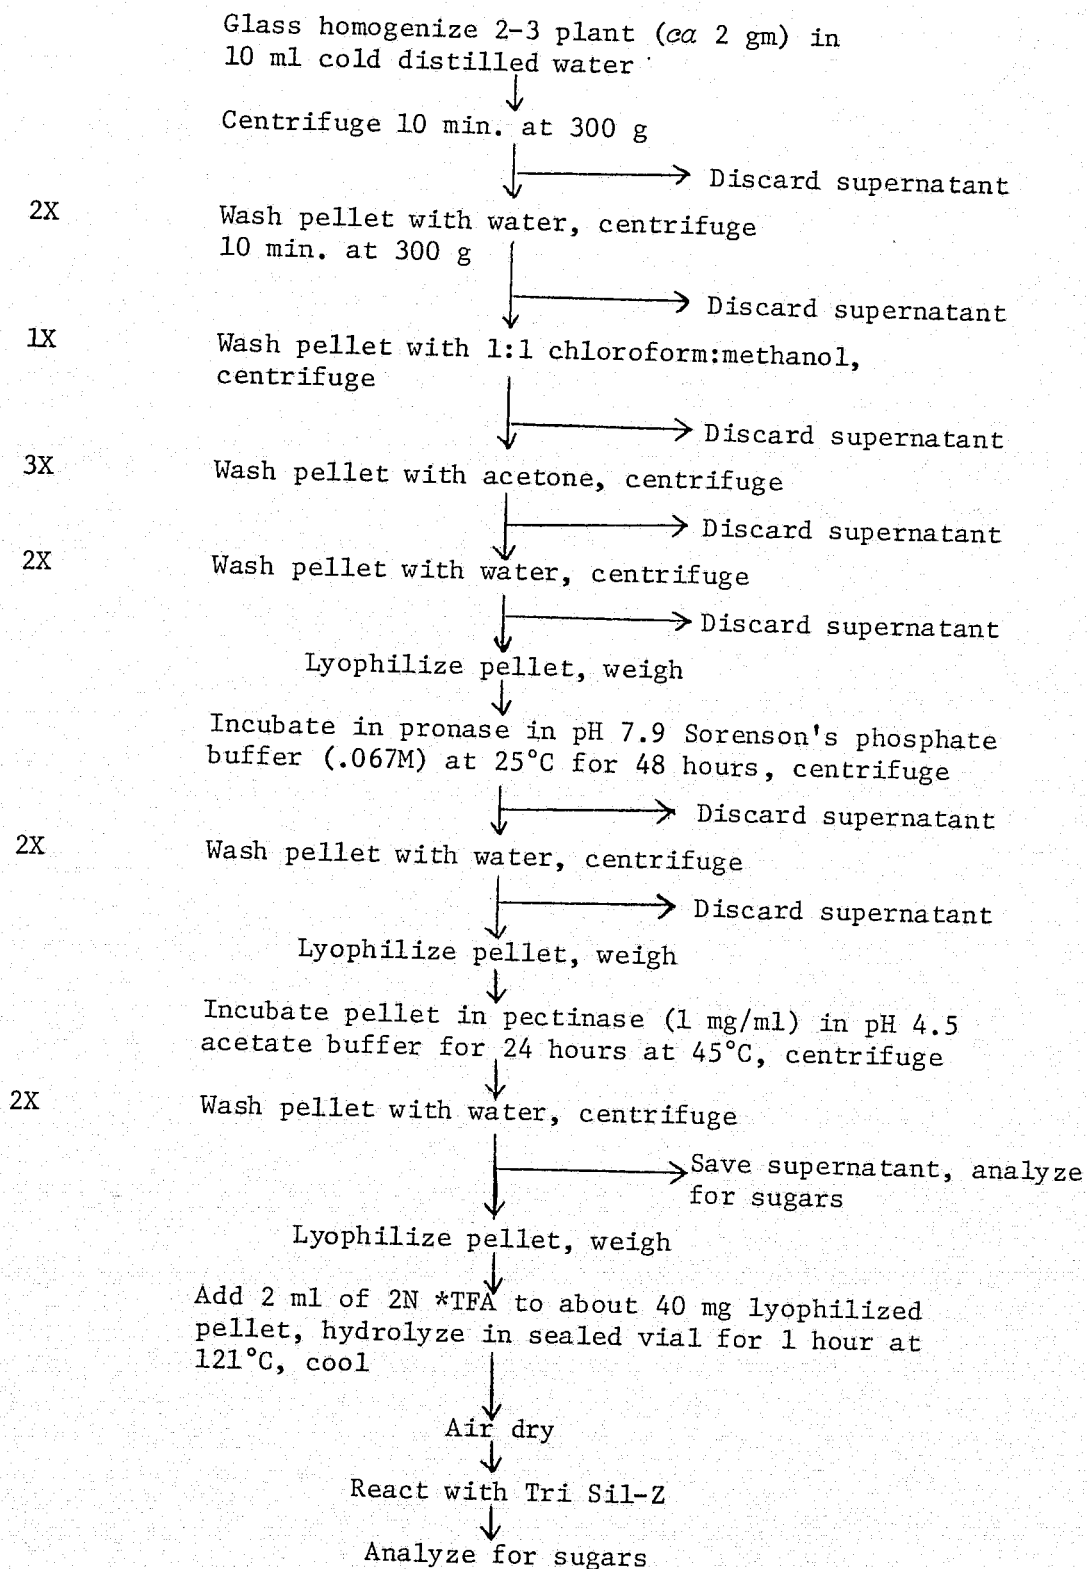 Glass homogenize 2-3 plant (ca 2 gm) in
10 ml cold distilled water
Centrifuge 10 min. at 300 g
Discard supernatant
2X
Wash pellet with water, centrifuge
10 min. at 300 g
Discard supernatant
1X
Wash pellet with 1:1 chloroform:methanol,
centrifuge
Discard supernatant
3X
Wash pellet with acetone, centrifuge
Discard supernatant
2X
Wash pellet with water, centrifuge
Discard supernatant
Lyophilize pellet, weigh
Incubate in pronase in pH 7.9 Sorenson's phosphate
buffer (.067M) at 25°C for 48 hours, centrifuge
Discard supernatant
2X
Wash pellet with water, centrifuge
Discard supernatant
Lyophilize pellet, weigh
Incubate pellet in pectinase (1 mg/ml) in pH 4.5
acetate buffer for 24 hours at 45°C, centrifuge
2X
Wash pellet with water, centrifuge
Save supernatant, analyze
for sugars
Lyophilize pellet, weigh
Add 2 ml of 2N *TFA to about 40 mg lyophilized
pellet, hydrolyze in sealed vial for 1 hour at
121°C, cool
Air dry
React with Tri Sil-Z
Analyze for sugars